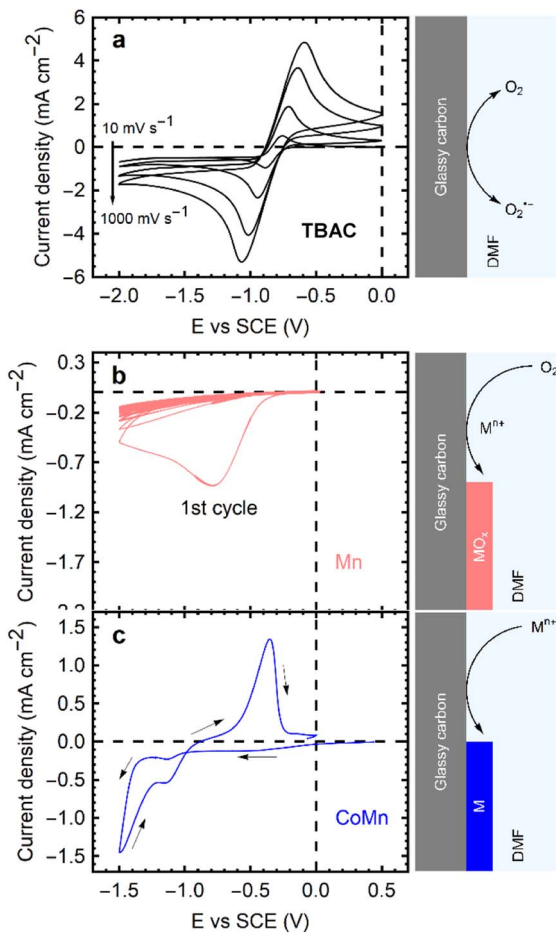 a
Current density (mA cm⁻²)
6
4
2
0
−2
−4
−6
10 mV s⁻¹
1000 mV s⁻¹
TBAC
−2.0
−1.5
−1.0
−0.5
0.0
E vs SCE (V)
Glassy carbon
O₂
O₂•−
DMF
b
Current density (mA cm⁻²)
0.3
−0.2
−0.7
−1.2
−1.7
1st cycle
Mn
Glassy carbon
O₂
Mⁿ⁺
MOₓ
DMF
c
Current density (mA cm⁻²)
1.5
1.0
0.5
0.0
−0.5
−1.0
−1.5
CoMn
−1.5
−1.0
−0.5
0.0
0.5
E vs SCE (V)
Glassy carbon
Mⁿ⁺
M
DMF